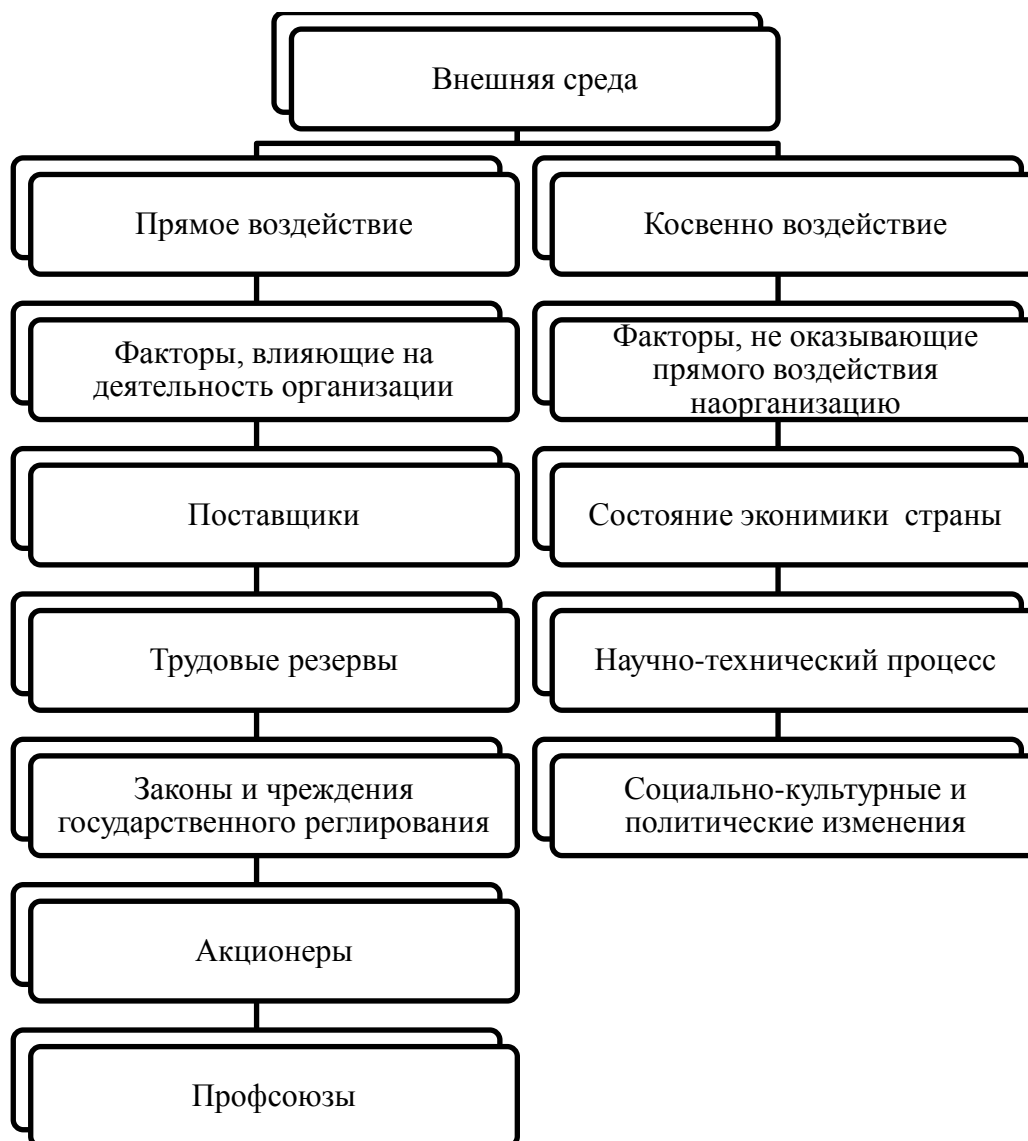 Внешняя среда
Прямое воздействие
Косвенно воздействие
Факторы, влияющие на
деятельность организации
Факторы, не оказывающие
прямого воздействия
наорганизацию
Поставщики
Состояние эконимики страны
Трудовые резервы
Научно-технический процесс
Законы и чреждения
государственного реглирования
Социально-культурные и
политические изменения
Акционеры
Профсоюзы